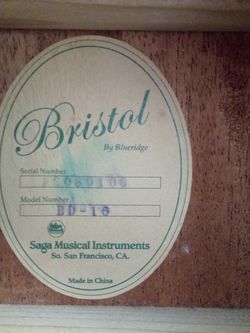 Bristol
By Blueridge
Serial Number
Model Number
BD-16
Saga Musical Instruments
So. San Francisco, CA.
Made in China